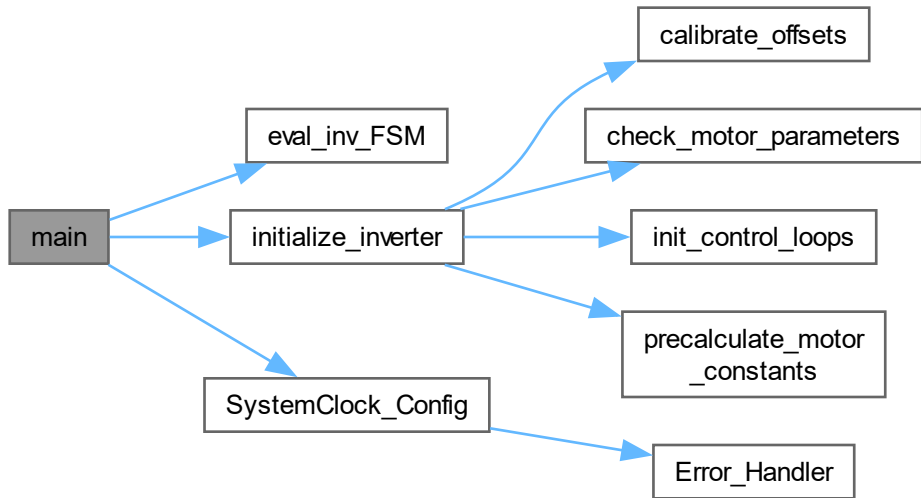 calibrate_offsets
eval_inv_FSM
check_motor_parameters
main
initialize_inverter
init_control_loops
precalculate_motor
_constants
SystemClock_Config
Error_Handler